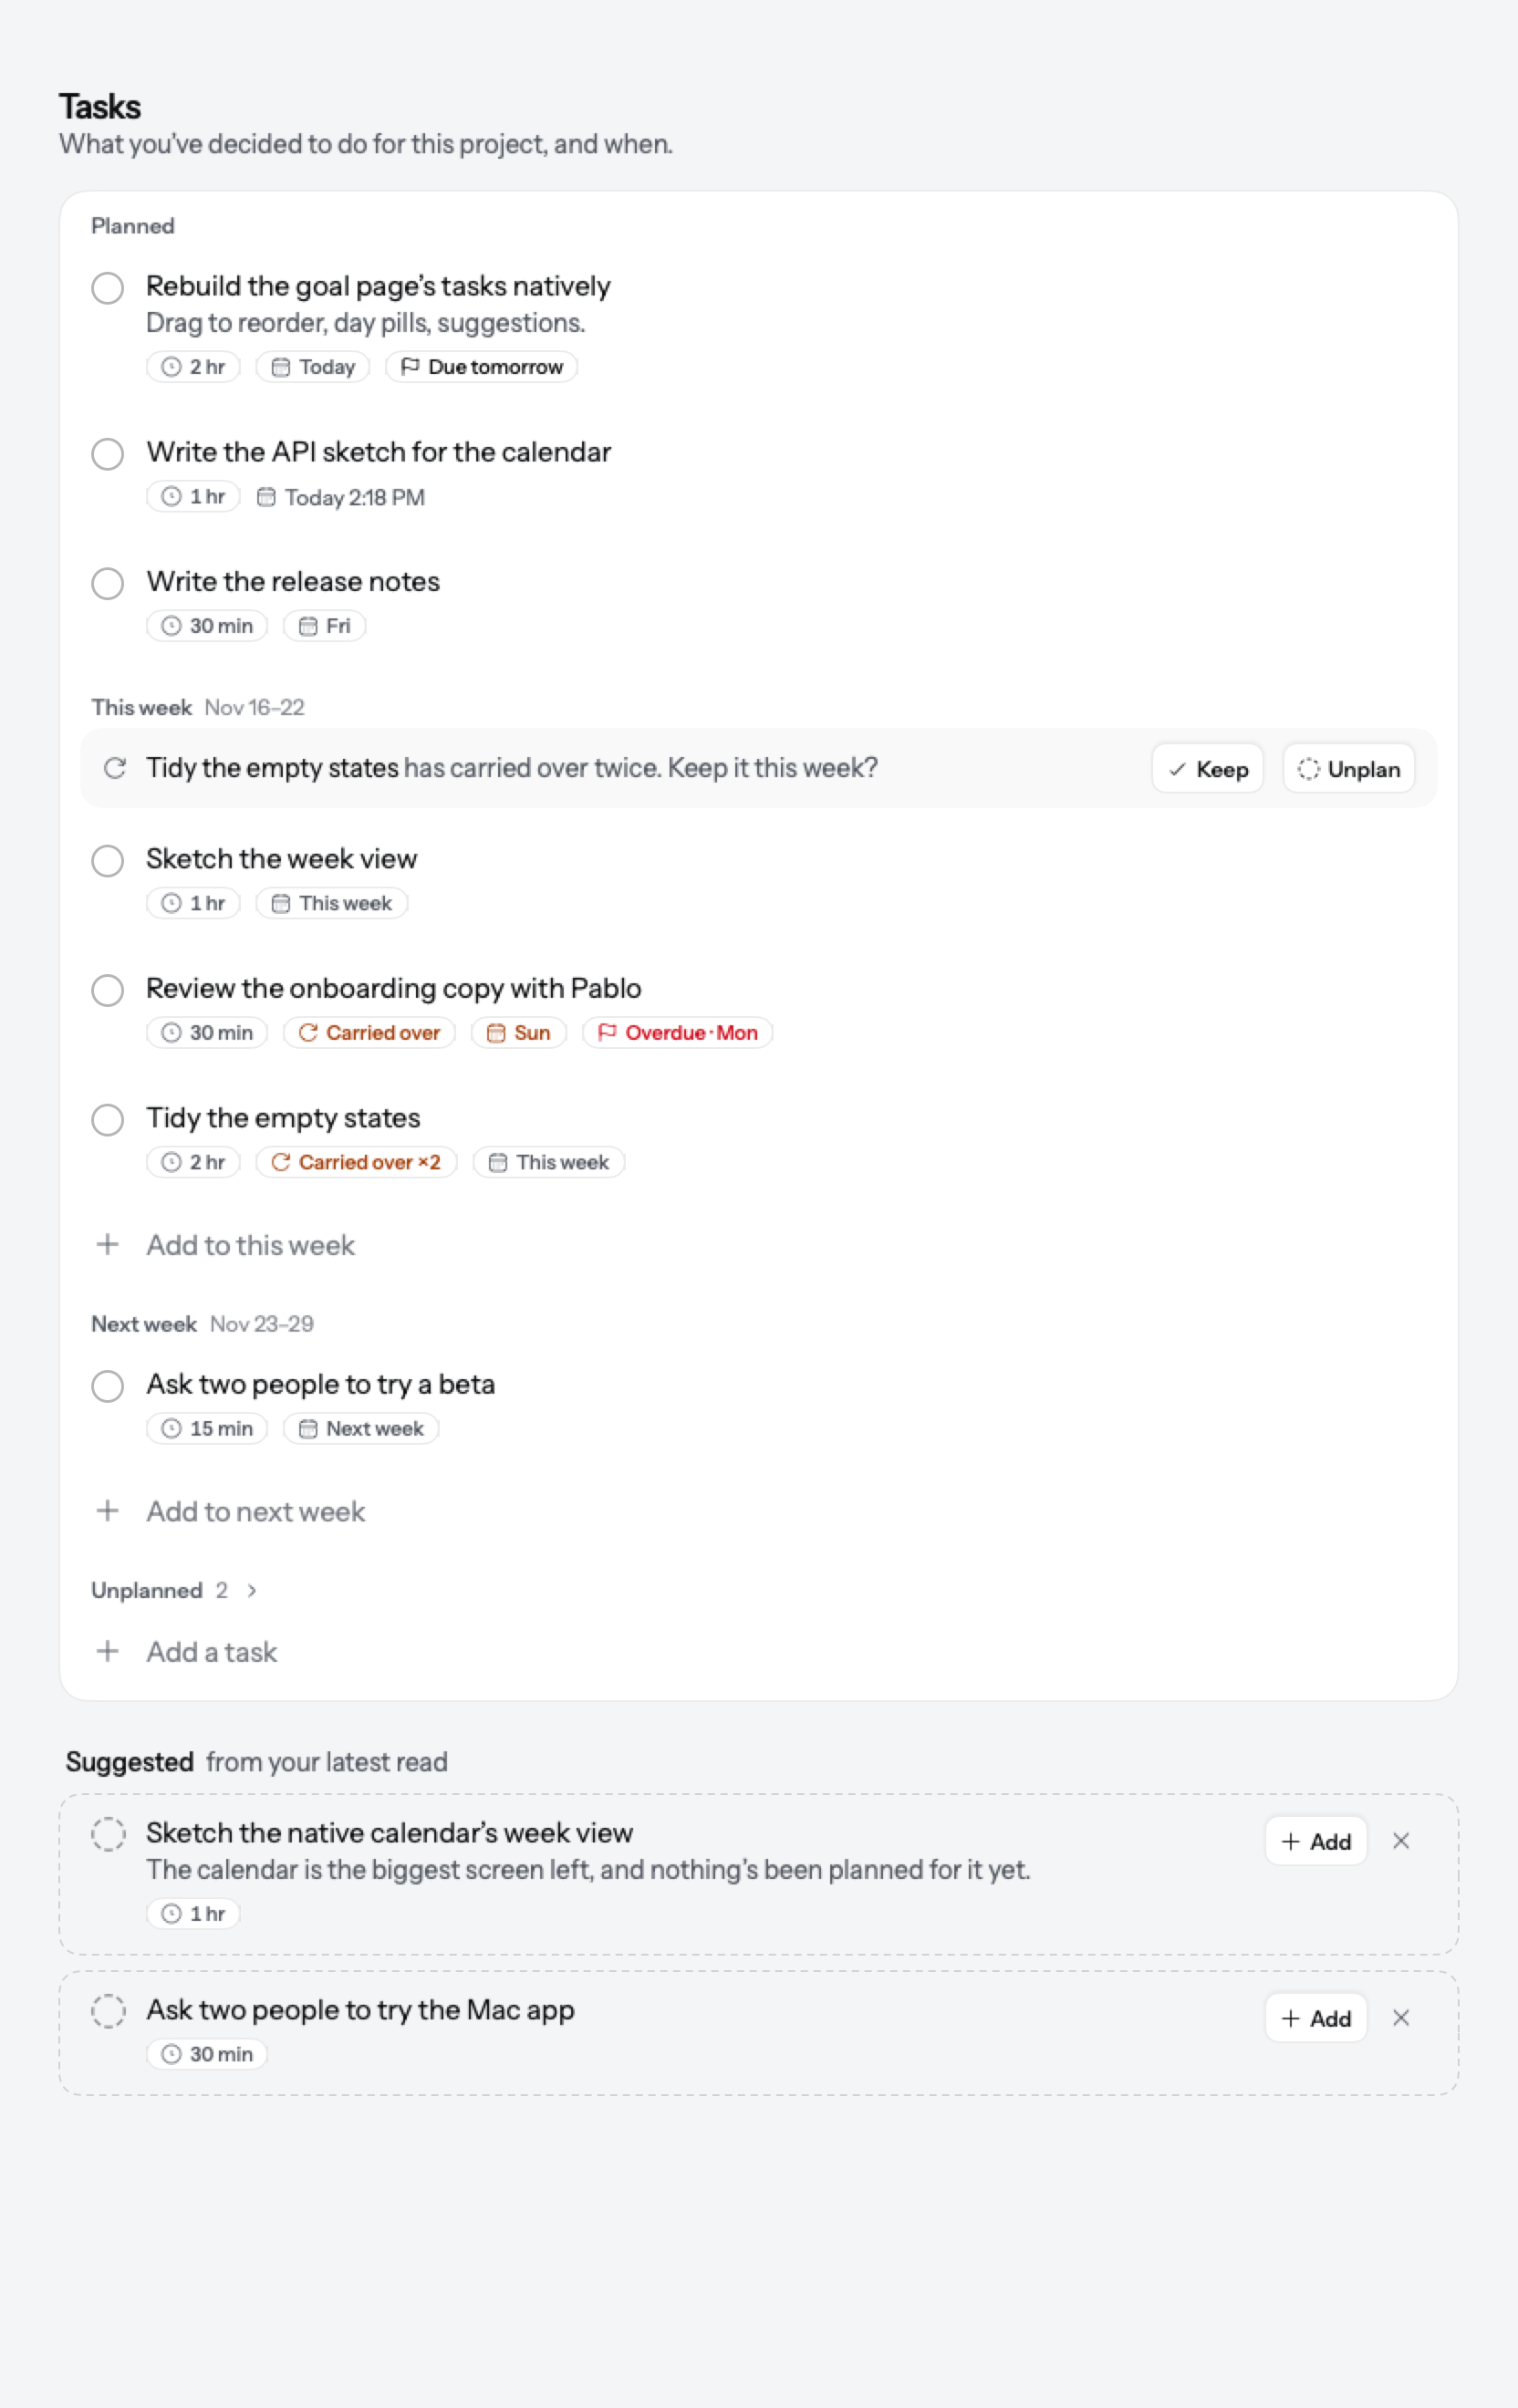 Tasks
What you’ve decided to do for this project, and when.
Planned
Rebuild the goal page’s tasks natively
Drag to reorder, day pills, suggestions.
2 hr Today Due tomorrow
Write the API sketch for the calendar
1 hr Today 2:18 PM
Write the release notes
30 min Fri
This week Nov 16–22
Tidy the empty states has carried over twice. Keep it this week? Keep Unplan
Sketch the week view
1 hr This week
Review the onboarding copy with Pablo
30 min Carried over Sun Overdue · Mon
Tidy the empty states
2 hr Carried over ×2 This week
Add to this week
Next week Nov 23–29
Ask two people to try a beta
15 min Next week
Add to next week
Unplanned 2
Add a task
Suggested from your latest read
Sketch the native calendar’s week view Add
The calendar is the biggest screen left, and nothing’s been planned for it yet.
1 hr
Ask two people to try the Mac app Add
30 min